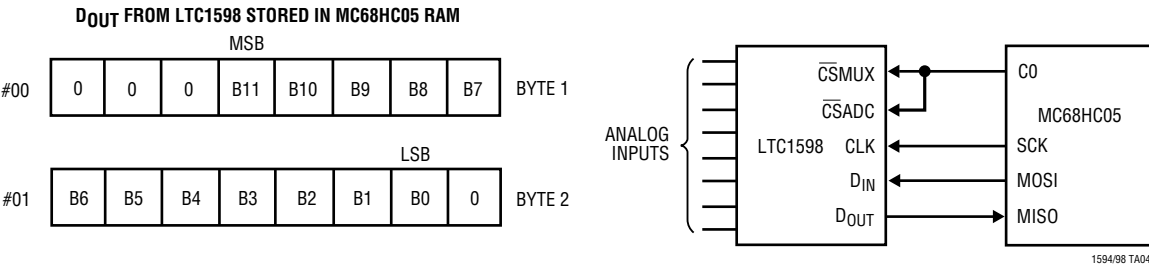 DOUT FROM LTC1598 STORED IN MC68HC05 RAM
MSB
#00 0 0 0 B11 B10 B9 B8 B7 BYTE 1
LSB
#01 B6 B5 B4 B3 B2 B1 B0 0 BYTE 2
ANALOG
INPUTS
LTC1598
CSMUX
CSADC
CLK
DIN
DOUT
C0
MC68HC05
SCK
MOSI
MISO
1594/98 TA04